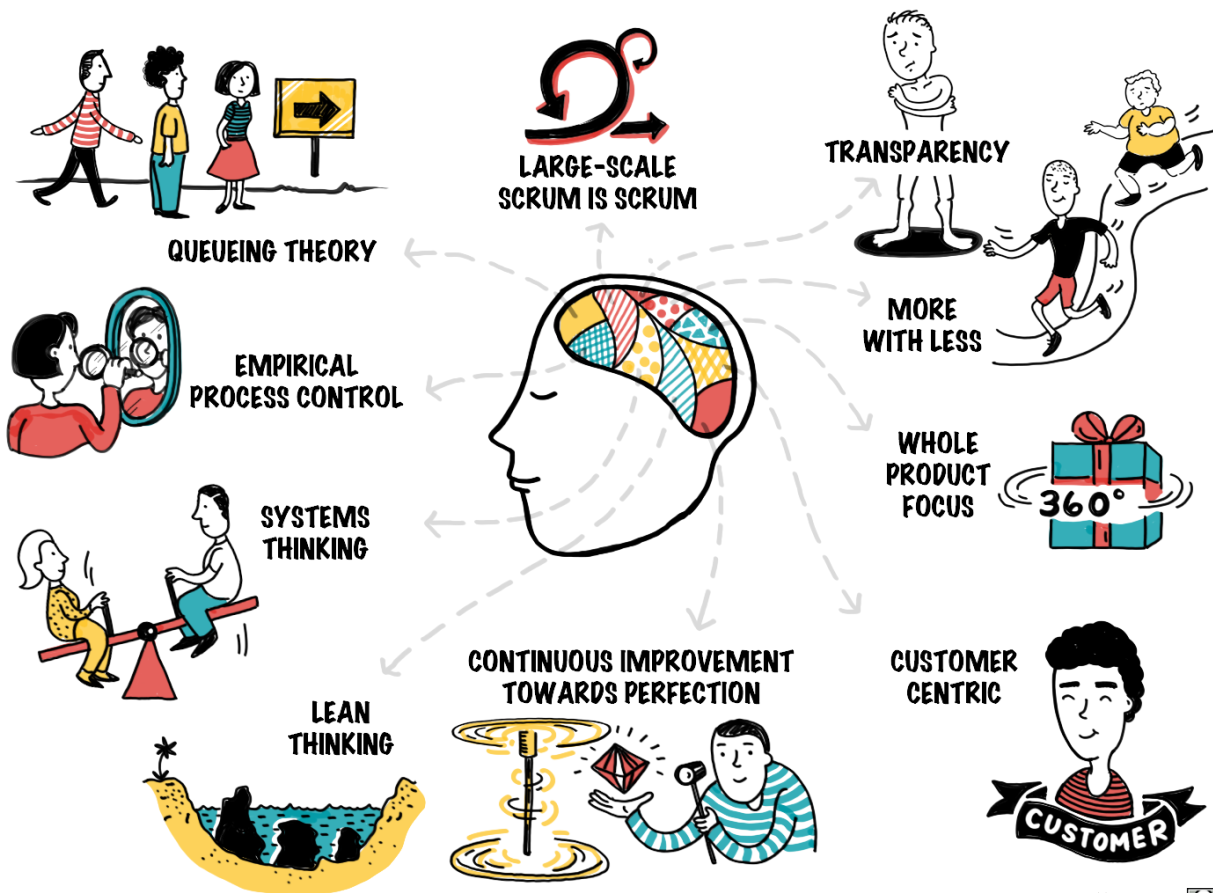 LARGE-SCALE
SCRUM IS SCRUM
TRANSPARENCY
MORE
WITH LESS
WHOLE
PRODUCT
FOCUS
360°
CUSTOMER
CENTRIC
CUSTOMER
CONTINUOUS IMPROVEMENT
TOWARDS PERFECTION
LEAN
THINKING
SYSTEMS
THINKING
EMPIRICAL
PROCESS CONTROL
QUEUEING THEORY